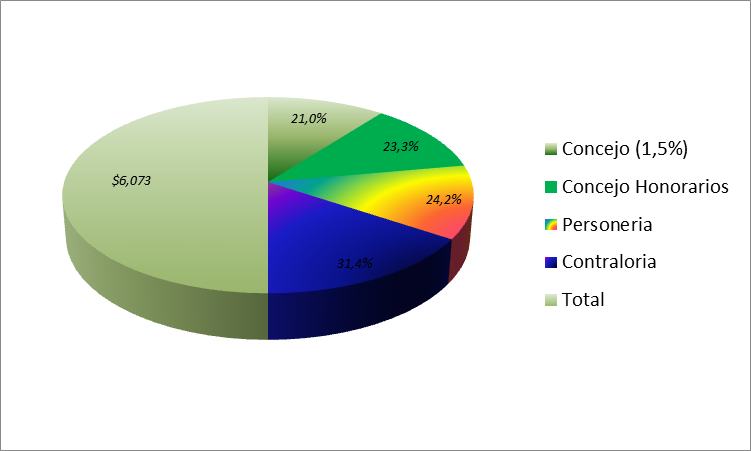 21,0%
23,3%
24,2%
31,4%
$6,073
Concejo (1,5%)
Concejo Honorarios
Personeria
Contraloria
Total